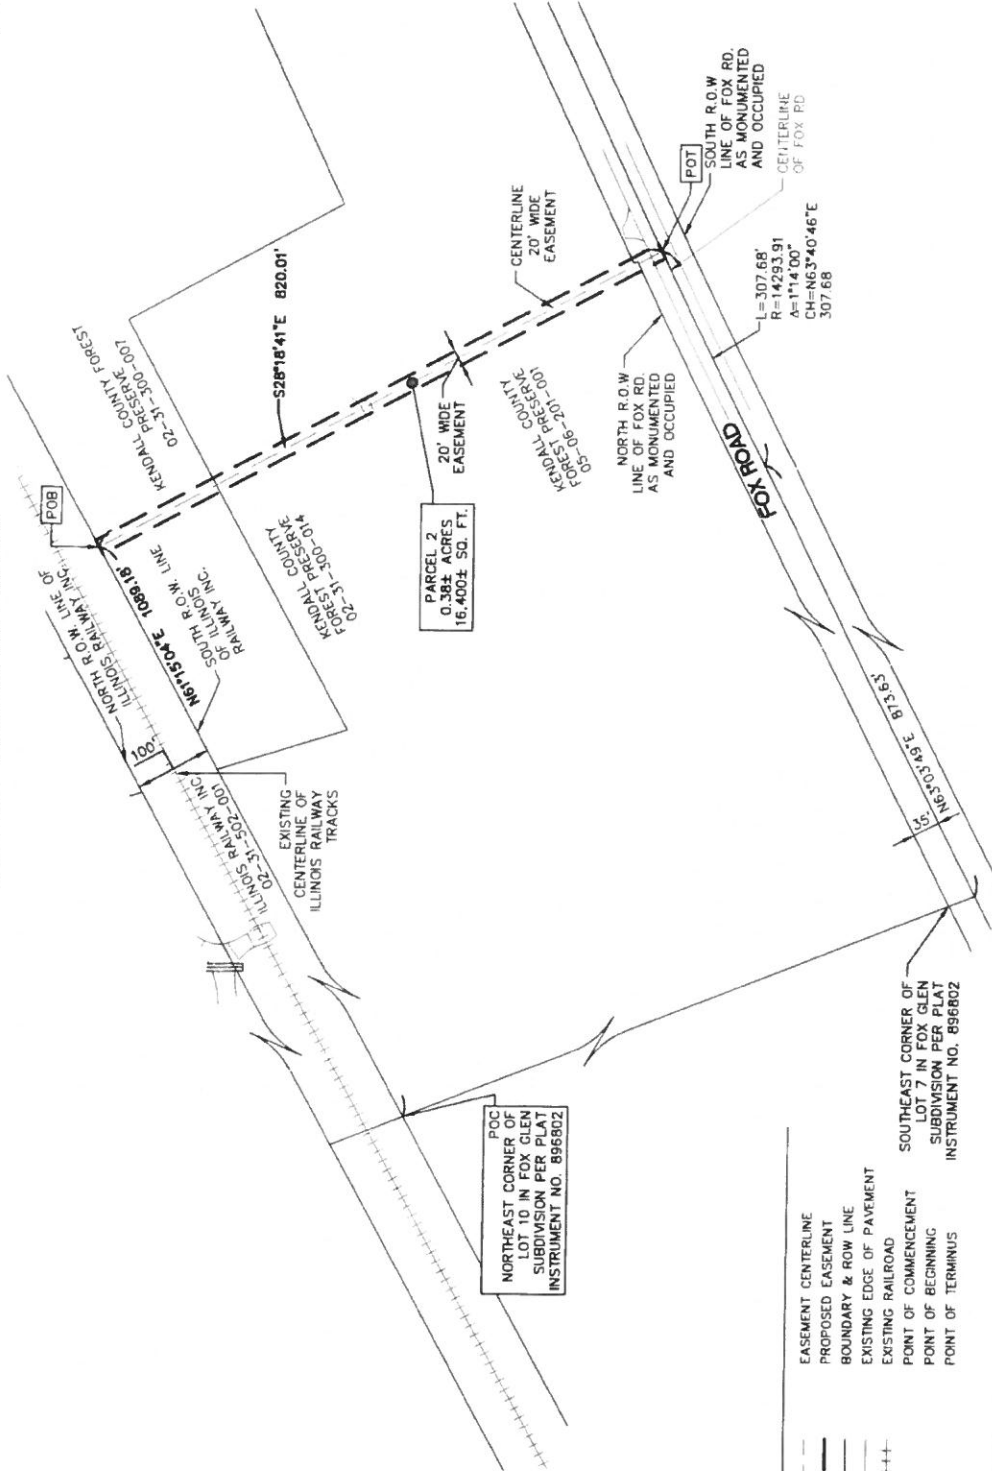 POB
NORTH R.O.W. LINE OF
ILLINOIS RAILWAY INC.
N61°15'04"E 1089.18'
SOUTH R.O.W. LINE
OF ILLINOIS
RAILWAY INC.
100'
ILLINOIS RAILWAY INC.
02-31-502-001
EXISTING
CENTERLINE OF
ILLINOIS RAILWAY
TRACKS
KENDALL COUNTY FOREST
PRESERVE
02-31-300-007
KENDALL COUNTY
FOREST PRESERVE
02-31-300-014
S28°18'41"E 820.01'
PARCEL 2
0.38± ACRES
16,400± SQ. FT.
20' WIDE
EASEMENT
CENTERLINE
20' WIDE
EASEMENT
KENDALL COUNTY
FOREST PRESERVE
05-06-201-001
NORTH R.O.W
LINE OF FOX RD.
AS MONUMENTED
AND OCCUPIED
FOX ROAD
POT
SOUTH R.O.W
LINE OF FOX RD.
AS MONUMENTED
AND OCCUPIED
CENTERLINE
OF FOX RD
L=307.68'
R=14293.91
Δ=1°14'00"
CH=N63°40'46"E
307.68
N63°03'49"E 873.63'
35'
POC
NORTHEAST CORNER OF
LOT 10 IN FOX GLEN
SUBDIVISION PER PLAT
INSTRUMENT NO. 896802
SOUTHEAST CORNER OF
LOT 7 IN FOX GLEN
SUBDIVISION PER PLAT
INSTRUMENT NO. 896802
EASEMENT CENTERLINE
PROPOSED EASEMENT
BOUNDARY & ROW LINE
EXISTING EDGE OF PAVEMENT
EXISTING RAILROAD
POINT OF COMMENCEMENT
POINT OF BEGINNING
POINT OF TERMINUS